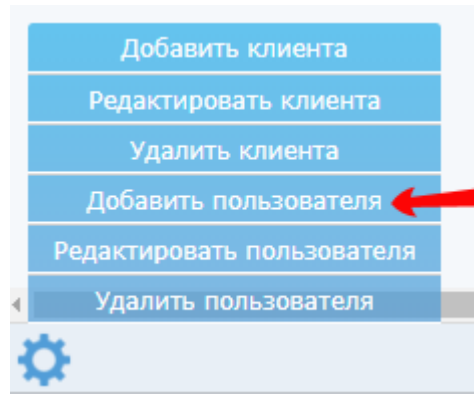 Добавить клиента
Редактировать клиента
Удалить клиента
Добавить пользователя
Редактировать пользователя
Удалить пользователя